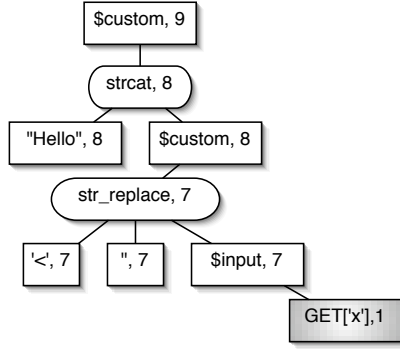 $custom, 9
strcat, 8
"Hello", 8
$custom, 8
str_replace, 7
'<', 7
'', 7
$input, 7
GET['x'],1